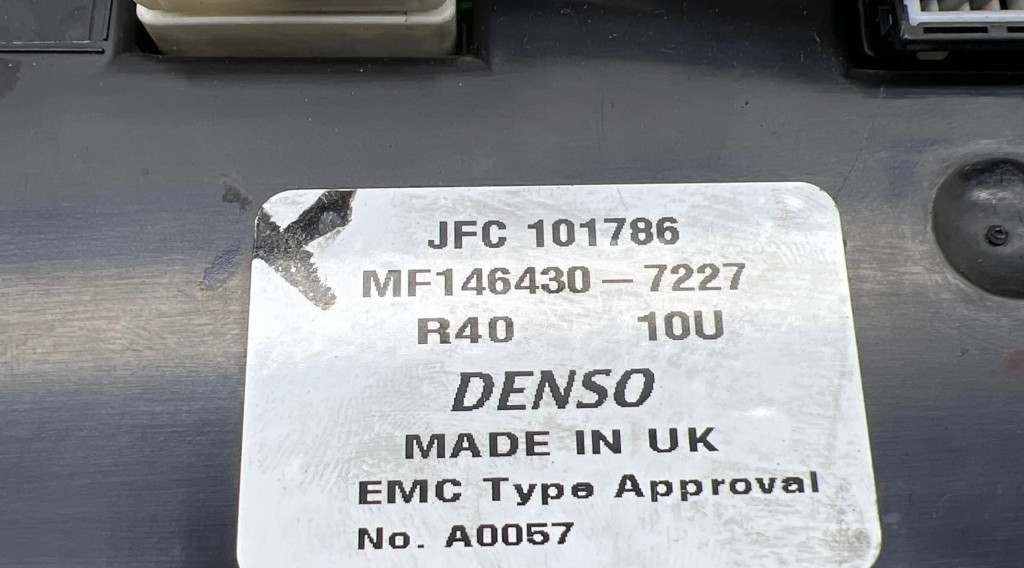 JFC 101786
MF146430-7227
R40 10U
DENSO
MADE IN UK
EMC Type Approval
No. A0057